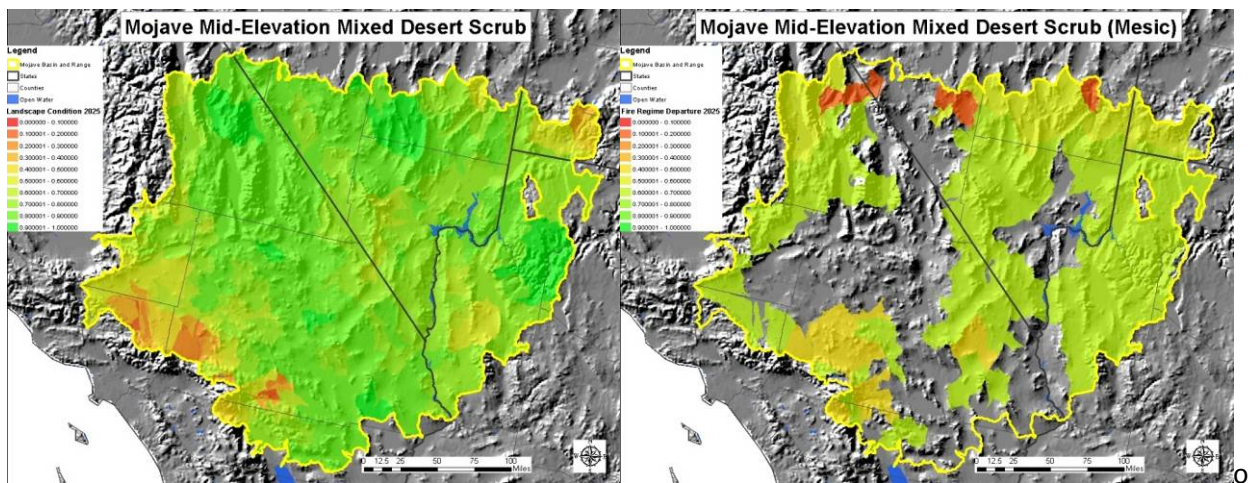 Mojave Mid-Elevation Mixed Desert Scrub
Legend
Mojave Basin and Range
States
Counties
Open Water
Landscape Condition 2025
0.000000 - 0.100000
0.100001 - 0.200000
0.200001 - 0.300000
0.300001 - 0.400000
0.400001 - 0.500000
0.500001 - 0.600000
0.600001 - 0.700000
0.700001 - 0.800000
0.800001 - 0.900000
0.900001 - 1.000000
0 12.5 25 50 75 100
Miles
Mojave Mid-Elevation Mixed Desert Scrub (Mesic)
Legend
Mojave Basin and Range
States
Counties
Open Water
Fire Regime Departure 2025
0.000000 - 0.100000
0.100001 - 0.200000
0.200001 - 0.300000
0.300001 - 0.400000
0.400001 - 0.500000
0.500001 - 0.600000
0.600001 - 0.700000
0.700001 - 0.800000
0.800001 - 0.900000
0.900001 - 1.000000
0 12.5 25 50 75 100
Miles
o